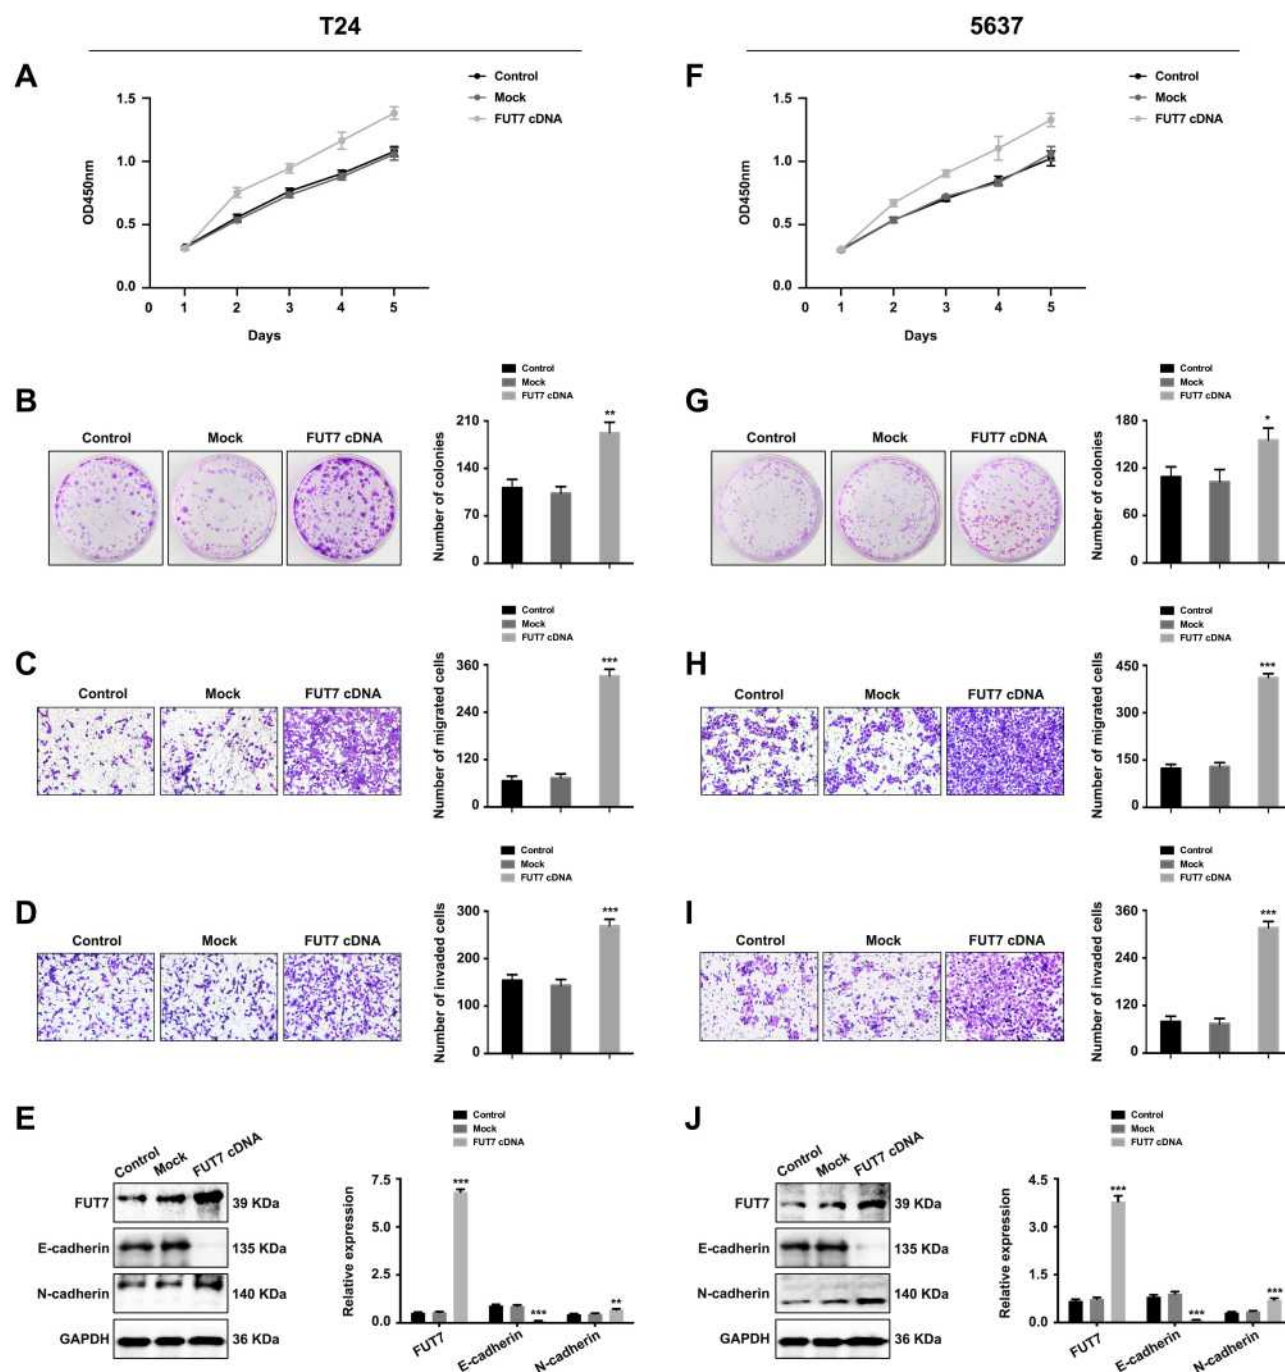 T24
5637
A
Control
Mock
FUT7 cDNA
1.5
1.0
0.5
0.0
OD450nm
0 1 2 3 4 5
Days
F
Control
Mock
FUT7 cDNA
1.5
1.0
0.5
0.0
OD450nm
0 1 2 3 4 5
Days
B
Control Mock FUT7 cDNA
Control
Mock
FUT7 cDNA
210
140
70
0
Number of colonies
**
G
Control Mock FUT7 cDNA
Control
Mock
FUT7 cDNA
180
120
60
0
Number of colonies
*
C
Control Mock FUT7 cDNA
Control
Mock
FUT7 cDNA
360
240
120
0
Number of migrated cells
***
H
Control Mock FUT7 cDNA
Control
Mock
FUT7 cDNA
450
300
150
0
Number of migrated cells
***
D
Control Mock FUT7 cDNA
Control
Mock
FUT7 cDNA
300
200
100
0
Number of invaded cells
***
I
Control Mock FUT7 cDNA
Control
Mock
FUT7 cDNA
360
240
120
0
Number of invaded cells
***
E
Control Mock FUT7 cDNA
FUT7 39 KDa
E-cadherin 135 KDa
N-cadherin 140 KDa
GAPDH 36 KDa
Control
Mock
FUT7 cDNA
7.5
5.0
2.5
0.0
Relative expression
*** *** **
FUT7 E-cadherin N-cadherin
J
Control Mock FUT7 cDNA
FUT7 39 KDa
E-cadherin 135 KDa
N-cadherin 140 KDa
GAPDH 36 KDa
Control
Mock
FUT7 cDNA
4.5
3.0
1.5
0.0
Relative expression
*** *** ***
FUT7 E-cadherin N-cadherin